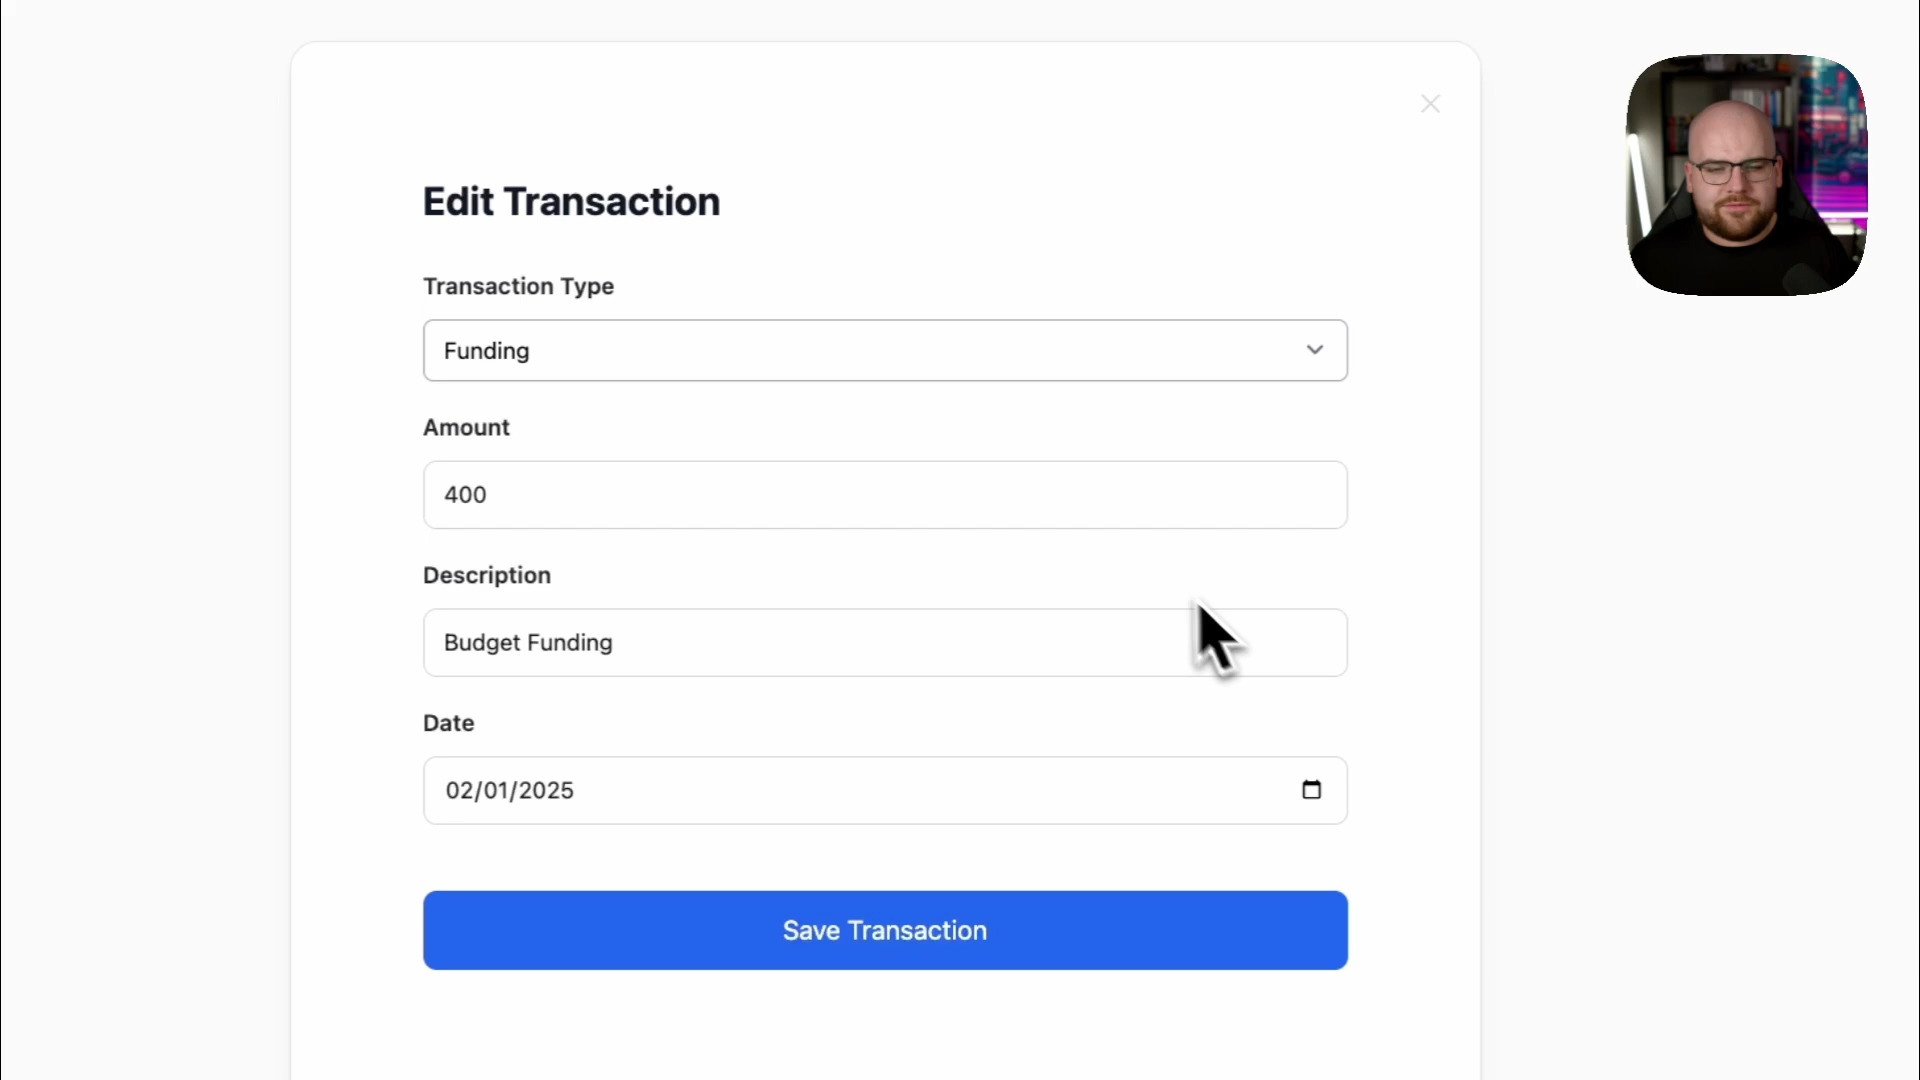 Edit Transaction
Transaction Type
Funding
Amount
400
Description
Budget Funding
Date
02/01/2025
Save Transaction